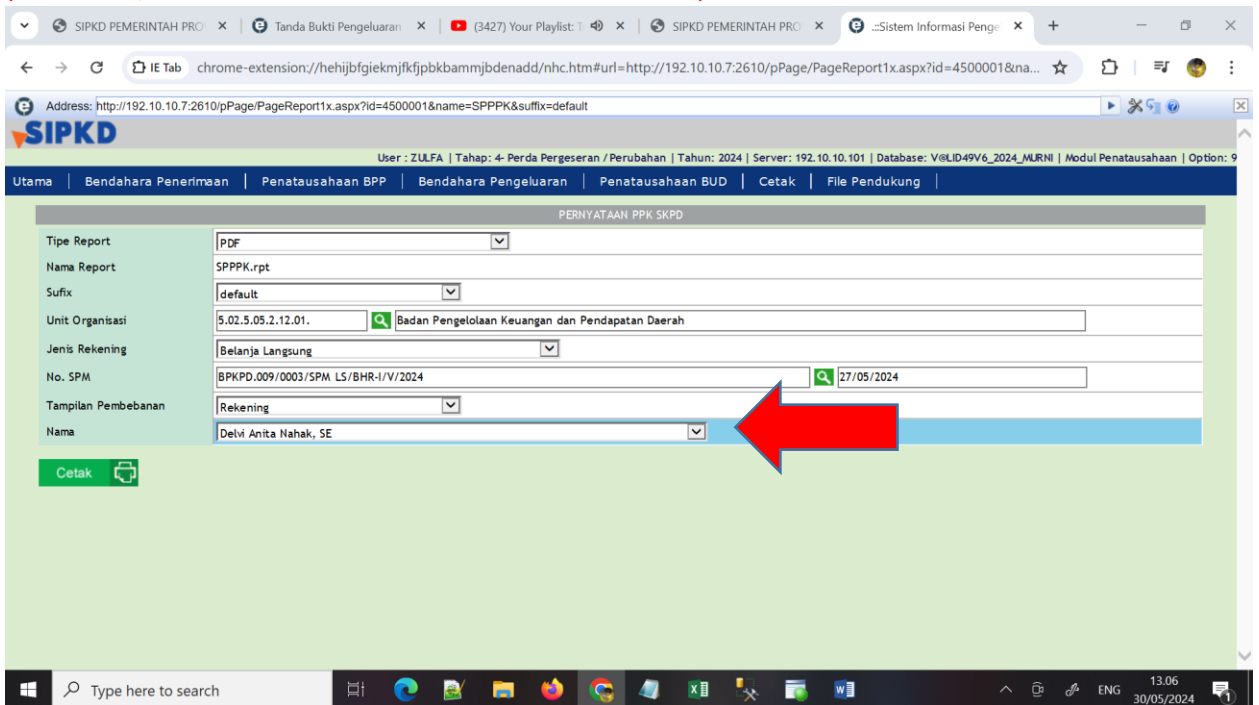 SIPKD PEMERINTAH PRO
Tanda Bukti Pengeluaran
(3427) Your Playlist: T
SIPKD PEMERINTAH PRO
.::Sistem Informasi Penge
IE Tab
chrome-extension://hehijbfgiekmjfkfjpbkbammjbdenadd/nhc.htm#url=http://192.10.10.7:2610/pPage/PageReport1x.aspx?id=4500001&na...
Address: http://192.10.10.7:2610/pPage/PageReport1x.aspx?id=4500001&name=SPPPK&suffix=default
SIPKD
User : ZULFA | Tahap: 4- Perda Pergeseran / Perubahan | Tahun: 2024 | Server: 192.10.10.101 | Database: V@LID49V6_2024_MURNI | Modul Penatausahaan | Option: 9
Utama | Bendahara Penerimaan | Penatausahaan BPP | Bendahara Pengeluaran | Penatausahaan BUD | Cetak | File Pendukung |
PERNYATAAN PPK SKPD
Tipe Report PDF
Nama Report SPPPK.rpt
Sufix default
Unit Organisasi 5.02.5.05.2.12.01. Badan Pengelolaan Keuangan dan Pendapatan Daerah
Jenis Rekening Belanja Langsung
No. SPM BPKPD.009/0003/SPM LS/BHR-I/V/2024 27/05/2024
Tampilan Pembebanan Rekening
Nama Delvi Anita Nahak, SE
Cetak
Type here to search
ENG
13.06
30/05/2024
1